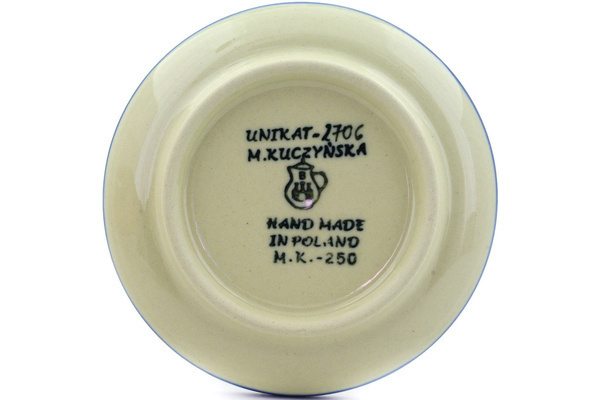 UNIKAT-2706
M.KUCZYŃSKA
B
HAND MADE
IN POLAND
M.K.-250